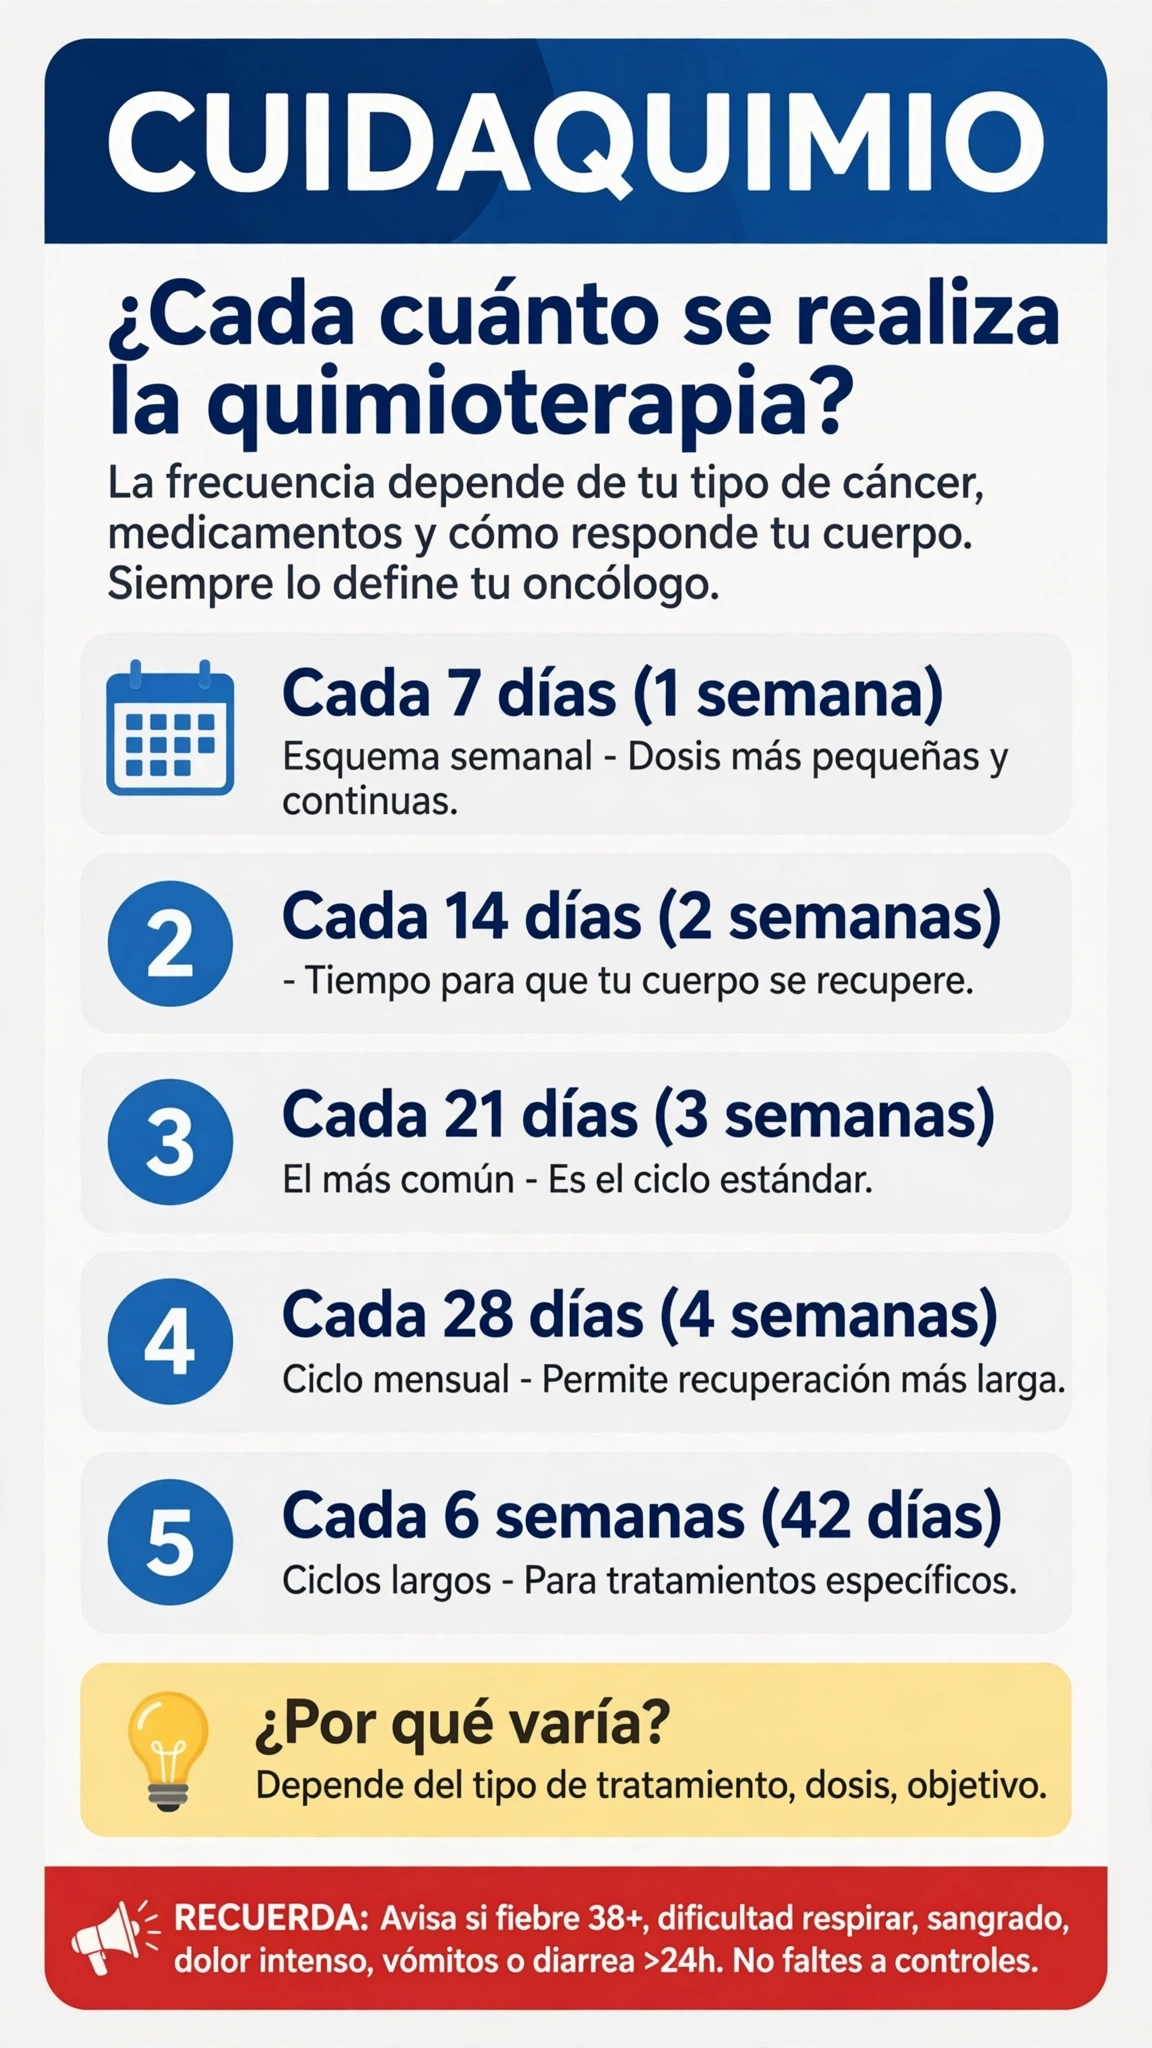 CUIDAQUIMIO
¿Cada cuánto se realiza
la quimioterapia?
La frecuencia depende de tu tipo de cáncer,
medicamentos y cómo responde tu cuerpo.
Siempre lo define tu oncólogo.
Cada 7 días (1 semana)
Esquema semanal - Dosis más pequeñas y
continuas.
2
Cada 14 días (2 semanas)
- Tiempo para que tu cuerpo se recupere.
3
Cada 21 días (3 semanas)
El más común - Es el ciclo estándar.
4
Cada 28 días (4 semanas)
Ciclo mensual - Permite recuperación más larga.
5
Cada 6 semanas (42 días)
Ciclos largos - Para tratamientos específicos.
¿Por qué varía?
Depende del tipo de tratamiento, dosis, objetivo.
RECUERDA: Avisa si fiebre 38+, dificultad respirar, sangrado,
dolor intenso, vómitos o diarrea >24h. No faltes a controles.